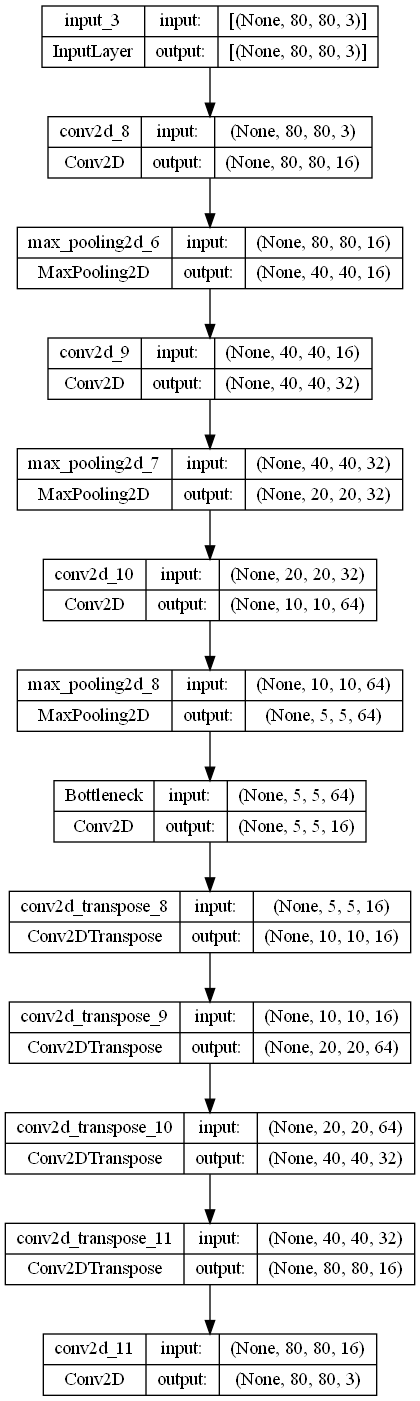 input_3 input: [(None, 80, 80, 3)]
InputLayer output: [(None, 80, 80, 3)]
conv2d_8 input: (None, 80, 80, 3)
Conv2D output: (None, 80, 80, 16)
max_pooling2d_6 input: (None, 80, 80, 16)
MaxPooling2D output: (None, 40, 40, 16)
conv2d_9 input: (None, 40, 40, 16)
Conv2D output: (None, 40, 40, 32)
max_pooling2d_7 input: (None, 40, 40, 32)
MaxPooling2D output: (None, 20, 20, 32)
conv2d_10 input: (None, 20, 20, 32)
Conv2D output: (None, 10, 10, 64)
max_pooling2d_8 input: (None, 10, 10, 64)
MaxPooling2D output: (None, 5, 5, 64)
Bottleneck input: (None, 5, 5, 64)
Conv2D output: (None, 5, 5, 16)
conv2d_transpose_8 input: (None, 5, 5, 16)
Conv2DTranspose output: (None, 10, 10, 16)
conv2d_transpose_9 input: (None, 10, 10, 16)
Conv2DTranspose output: (None, 20, 20, 64)
conv2d_transpose_10 input: (None, 20, 20, 64)
Conv2DTranspose output: (None, 40, 40, 32)
conv2d_transpose_11 input: (None, 40, 40, 32)
Conv2DTranspose output: (None, 80, 80, 16)
conv2d_11 input: (None, 80, 80, 16)
Conv2D output: (None, 80, 80, 3)